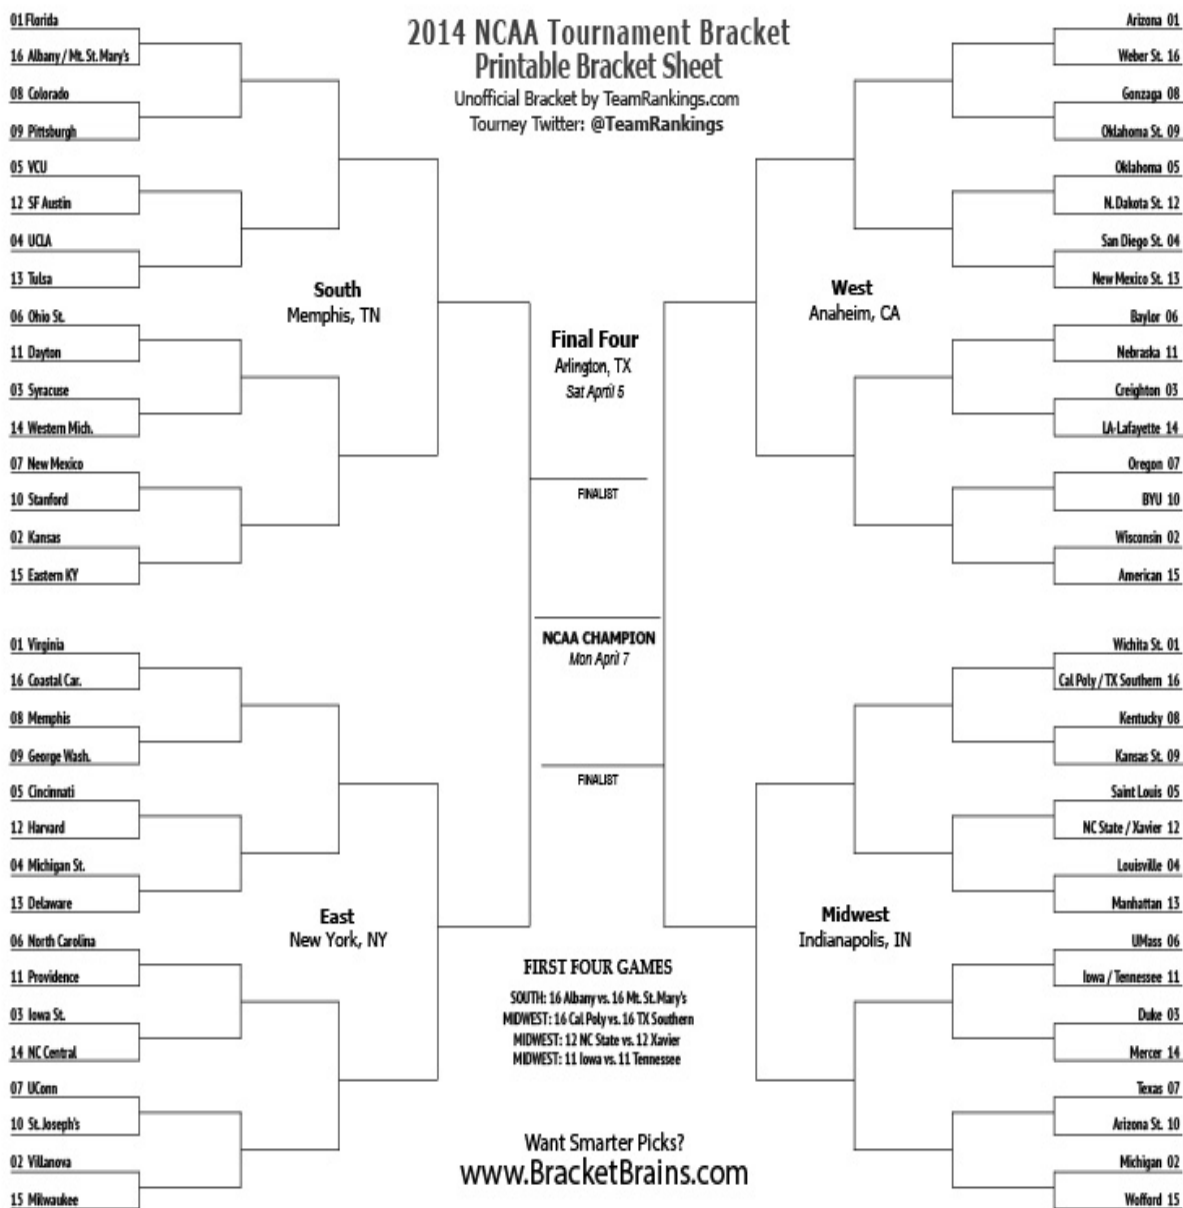 2014 NCAA Tournament Bracket
Printable Bracket Sheet
Unofficial Bracket by TeamRankings.com
Tourney Twitter: @TeamRankings
01 Florida
16 Albany / Mt. St. Mary's
08 Colorado
09 Pittsburgh
05 VCU
12 SF Austin
04 UCLA
13 Tulsa
South
Memphis, TN
06 Ohio St.
11 Dayton
03 Syracuse
14 Western Mich.
07 New Mexico
10 Stanford
02 Kansas
15 Eastern KY
01 Virginia
16 Coastal Car.
08 Memphis
09 George Wash.
05 Cincinnati
12 Harvard
04 Michigan St.
13 Delaware
East
New York, NY
06 North Carolina
11 Providence
03 Iowa St.
14 NC Central
07 UConn
10 St. Joseph's
02 Villanova
15 Milwaukee
Final Four
Arlington, TX
Sat April 5
FINALIST
NCAA CHAMPION
Mon April 7
FINALIST
FIRST FOUR GAMES
SOUTH: 16 Albany vs. 16 Mt. St. Mary's
MIDWEST: 16 Cal Poly vs. 16 TX Southern
MIDWEST: 12 NC State vs. 12 Xavier
MIDWEST: 11 Iowa vs. 11 Tennessee
Want Smarter Picks?
www.BracketBrains.com
Arizona 01
Weber St. 16
Gonzaga 08
Oklahoma St. 09
Oklahoma 05
N. Dakota St. 12
San Diego St. 04
New Mexico St. 13
West
Anaheim, CA
Baylor 06
Nebraska 11
Creighton 03
LA-Lafayette 14
Oregon 07
BYU 10
Wisconsin 02
American 15
Wichita St. 01
Cal Poly / TX Southern 16
Kentucky 08
Kansas St. 09
Saint Louis 05
NC State / Xavier 12
Louisville 04
Manhattan 13
Midwest
Indianapolis, IN
UMass 06
Iowa / Tennessee 11
Duke 03
Mercer 14
Texas 07
Arizona St. 10
Michigan 02
Wofford 15